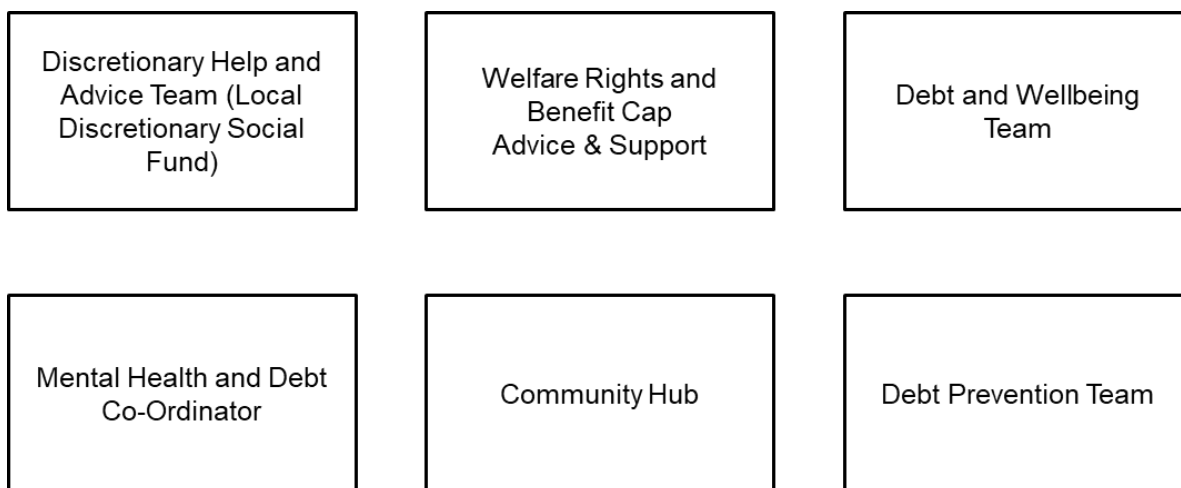 Discretionary Help and
Advice Team (Local
Discretionary Social
Fund)
Welfare Rights and
Benefit Cap
Advice & Support
Debt and Wellbeing
Team
Mental Health and Debt
Co-Ordinator
Community Hub
Debt Prevention Team